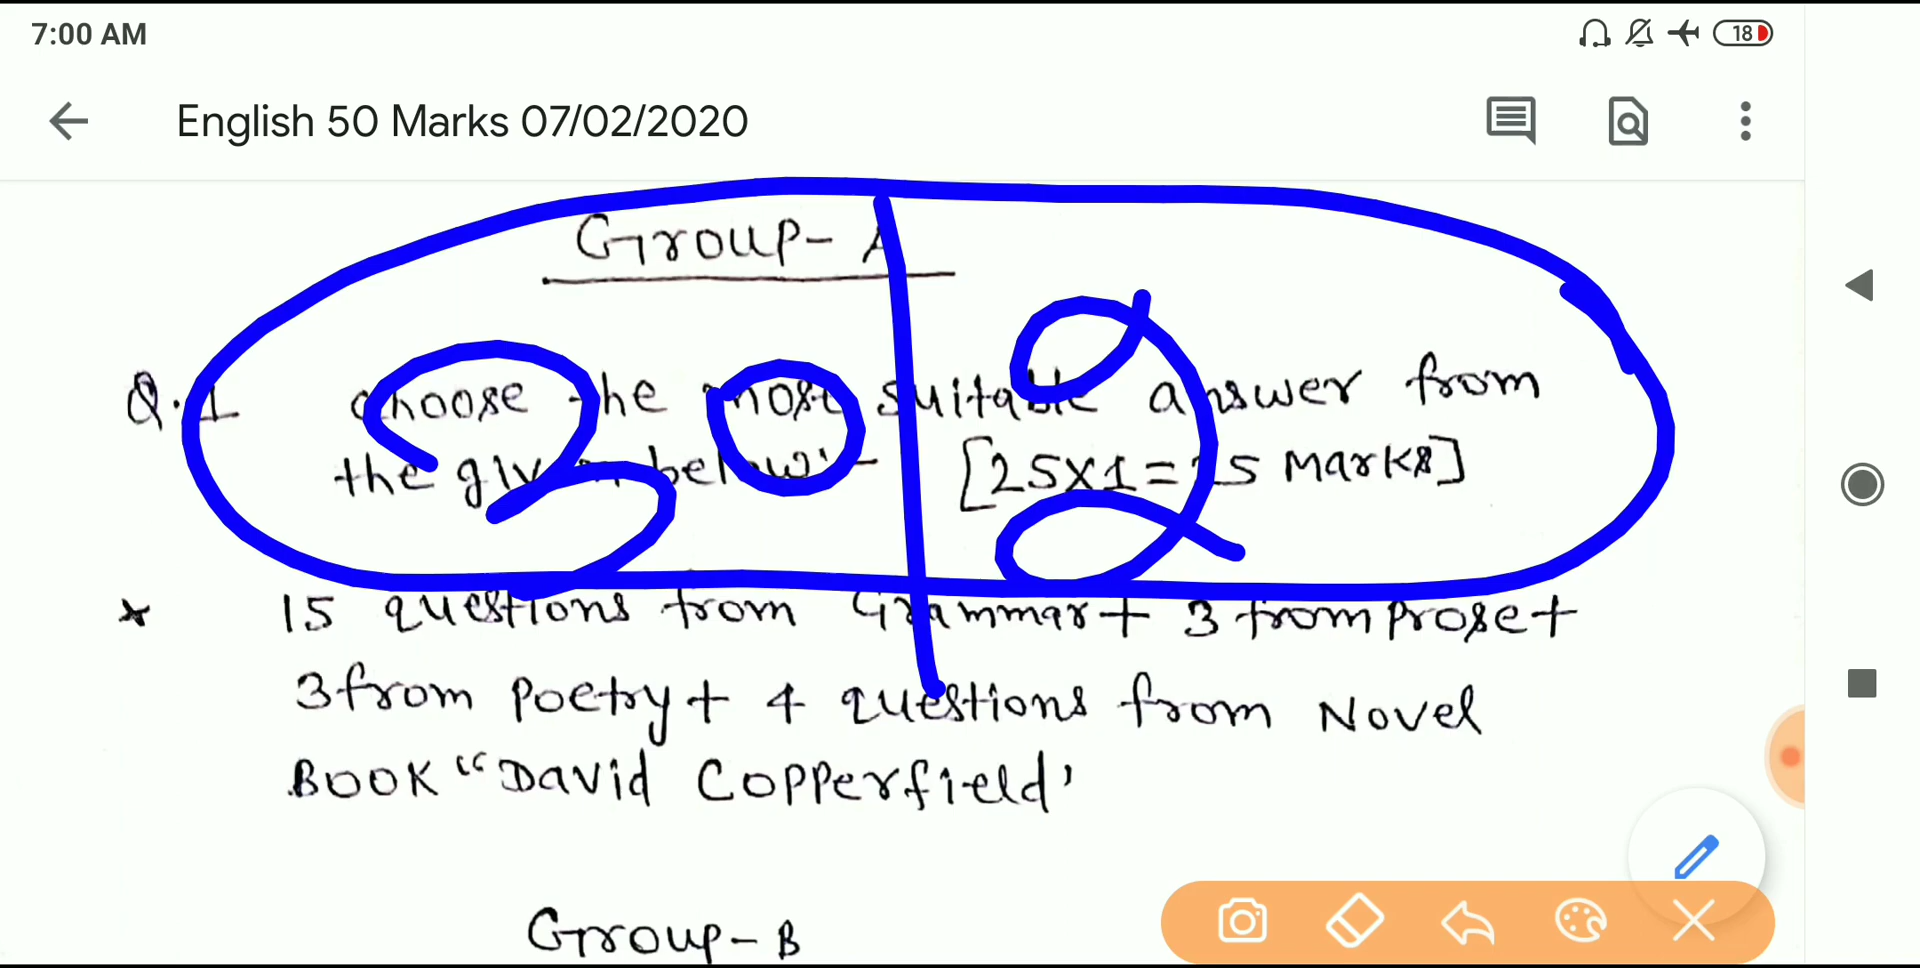 7:00 AM
18
English 50 Marks 07/02/2020
Group- A
Q.1 choose the most suitable answer from
the given below:- [25X1=25 Marks]
30 2
* 15 questions from Grammar+ 3 from prose+
3 from poetry+ 4 questions from Novel
BOOK “David Copperfield’
Group-B